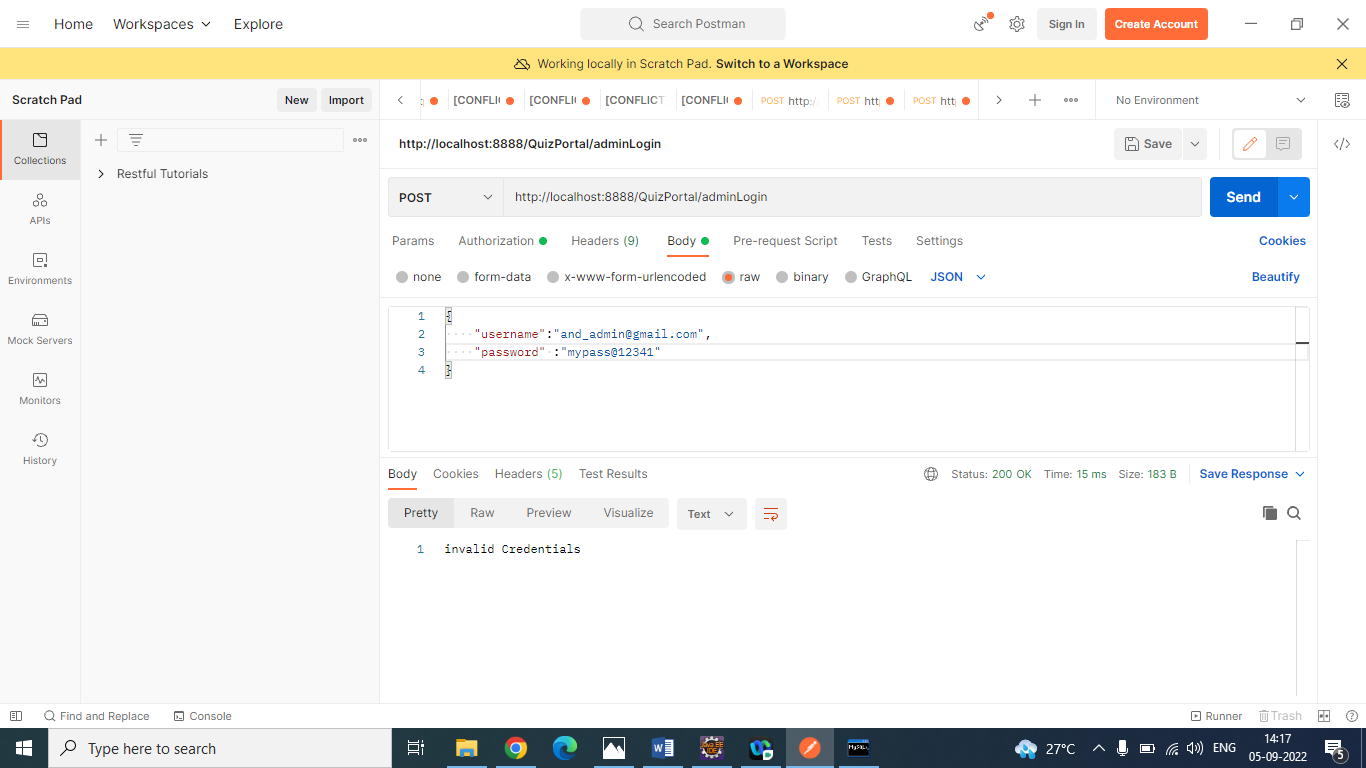 Home Workspaces Explore Search Postman Sign In Create Account
Working locally in Scratch Pad. Switch to a Workspace
Scratch Pad New Import [CONFLI [CONFLI [CONFLICT [CONFLI POST http:/ POST htt POST htt No Environment
Collections
Restful Tutorials
APIs
Environments
Mock Servers
Monitors
History
http://localhost:8888/QuizPortal/adminLogin Save
POST http://localhost:8888/QuizPortal/adminLogin Send
Params Authorization Headers (9) Body Pre-request Script Tests Settings Cookies
none form-data x-www-form-urlencoded raw binary GraphQL JSON Beautify
1 {
2 "username":"and_admin@gmail.com",
3 "password" :"mypass@12341"
4 }
Body Cookies Headers (5) Test Results Status: 200 OK Time: 15 ms Size: 183 B Save Response
Pretty Raw Preview Visualize Text
1 invalid Credentials
Find and Replace Console Runner Trash
Type here to search 27°C ENG 14:17
05-09-2022 5